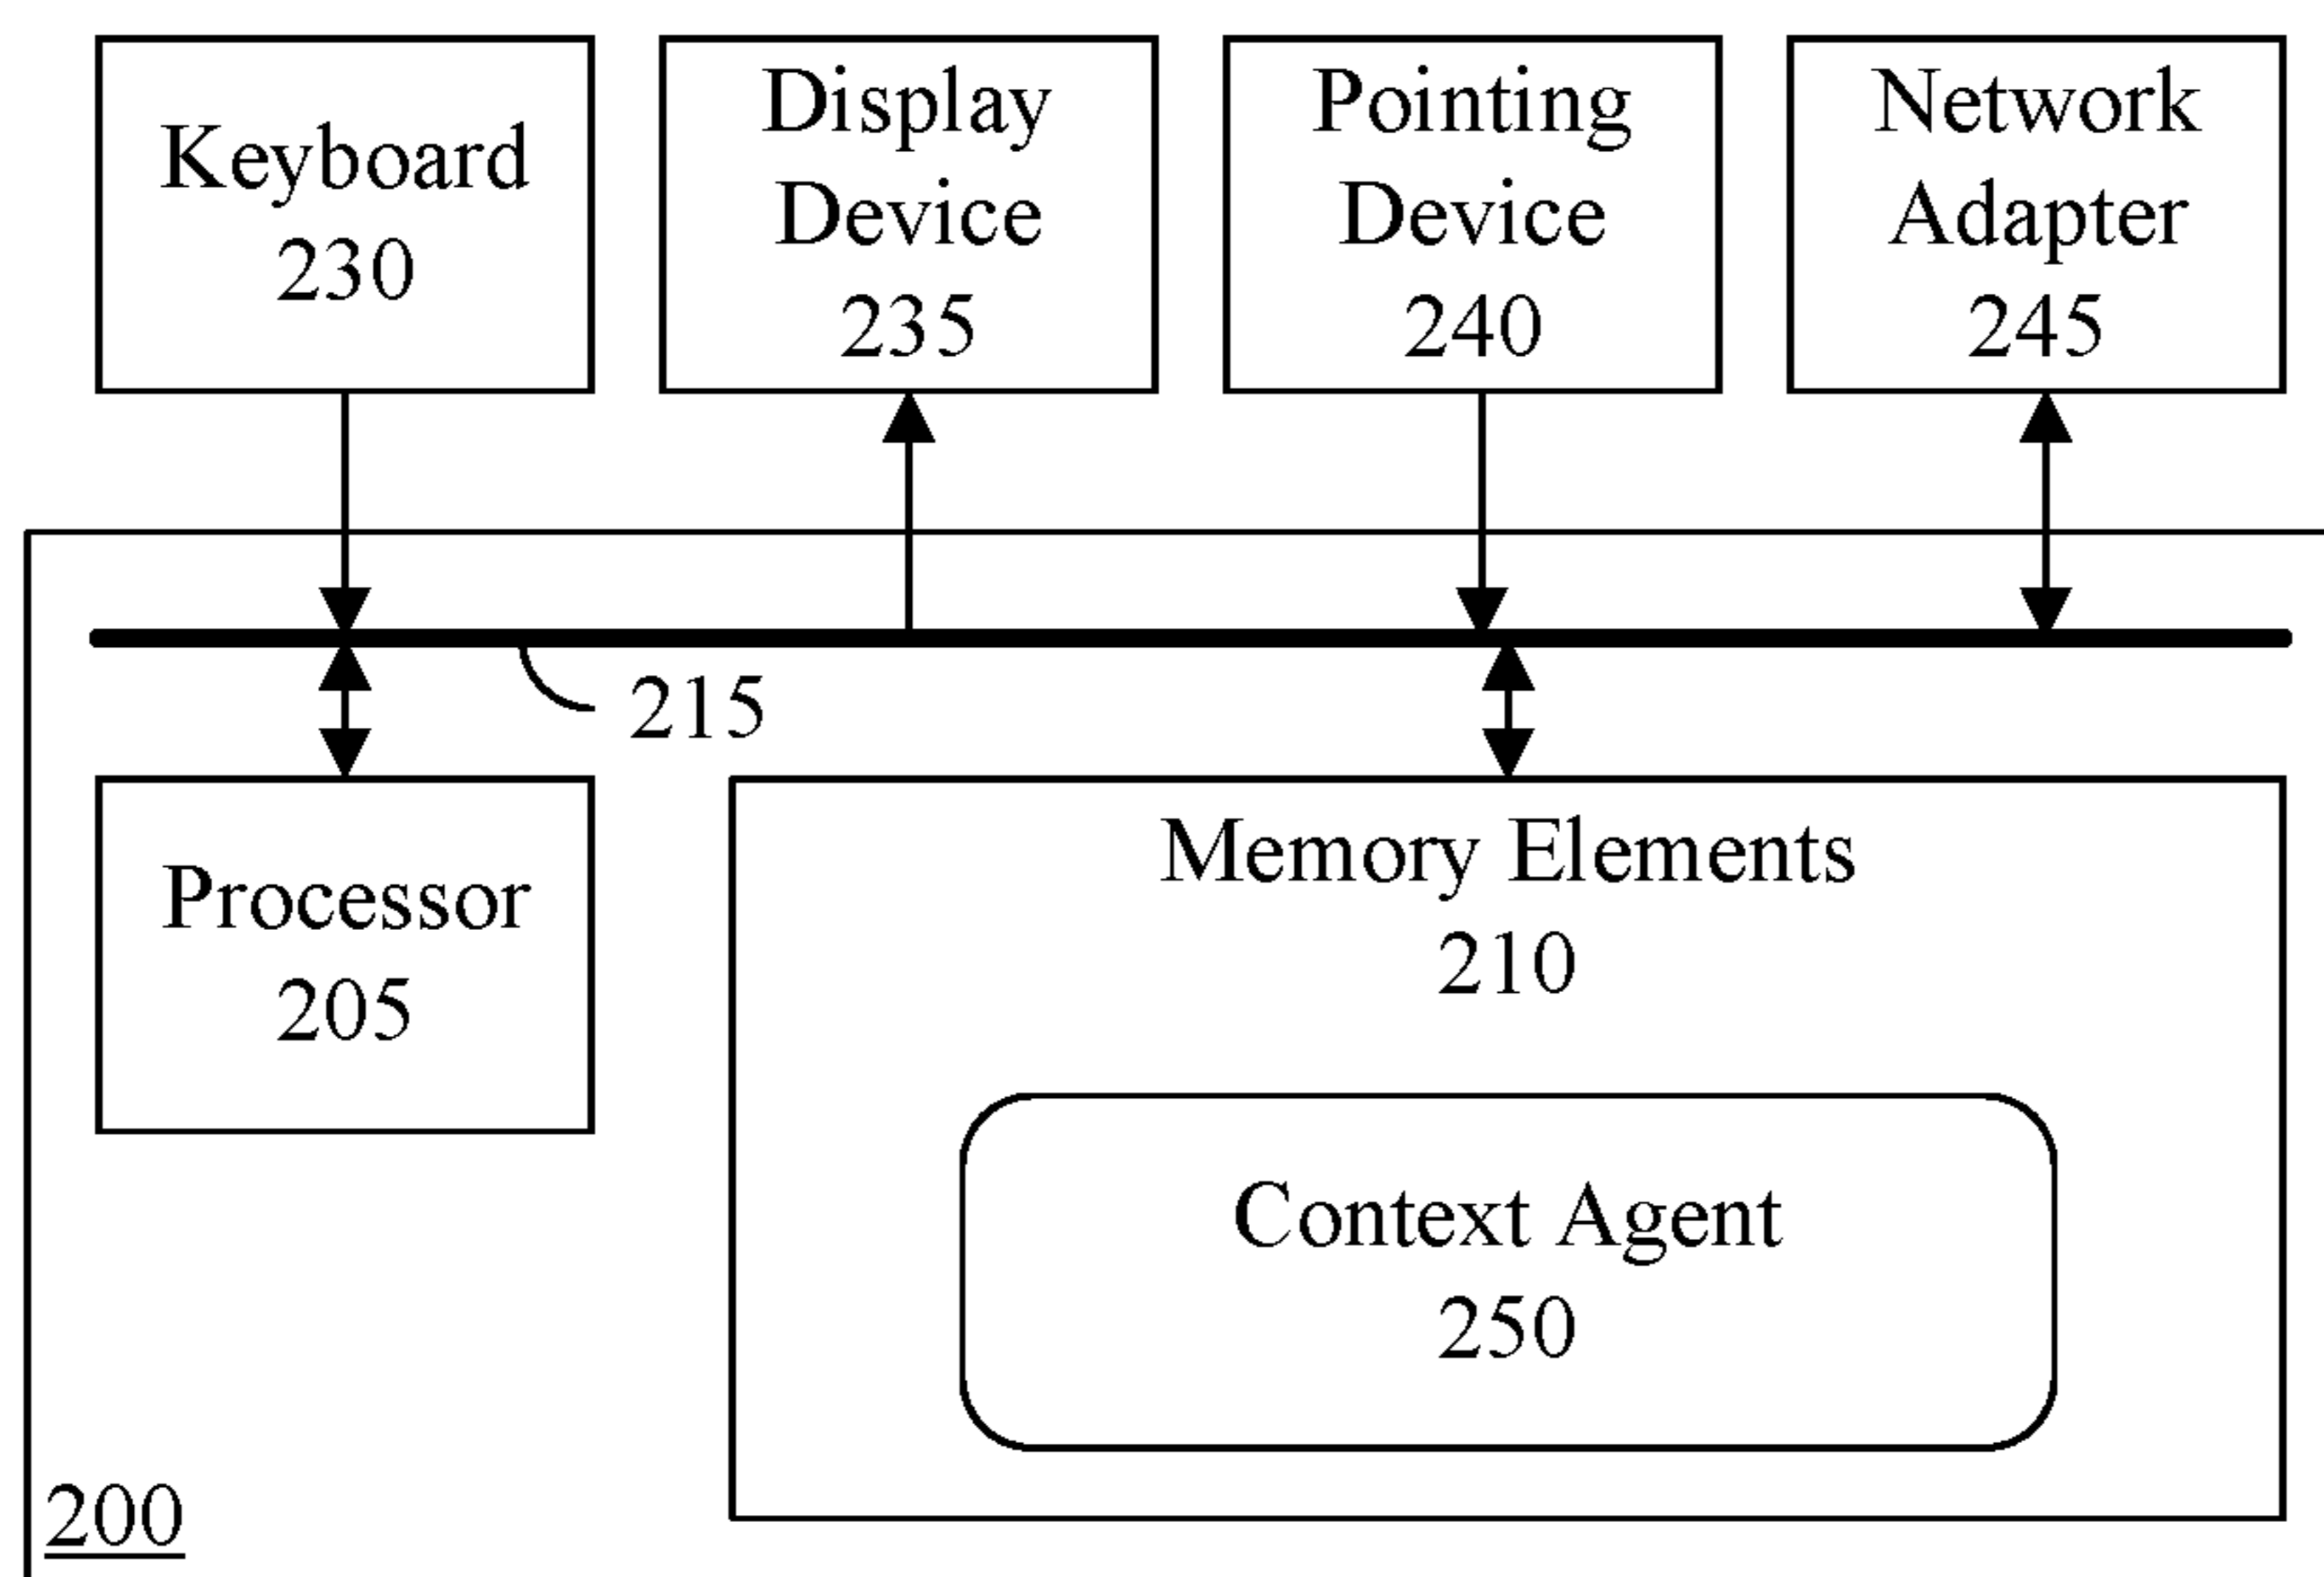 Keyboard
230
Display
Device
235
Pointing
Device
240
Network
Adapter
245
215
Processor
205
Memory Elements
210
Context Agent
250
200